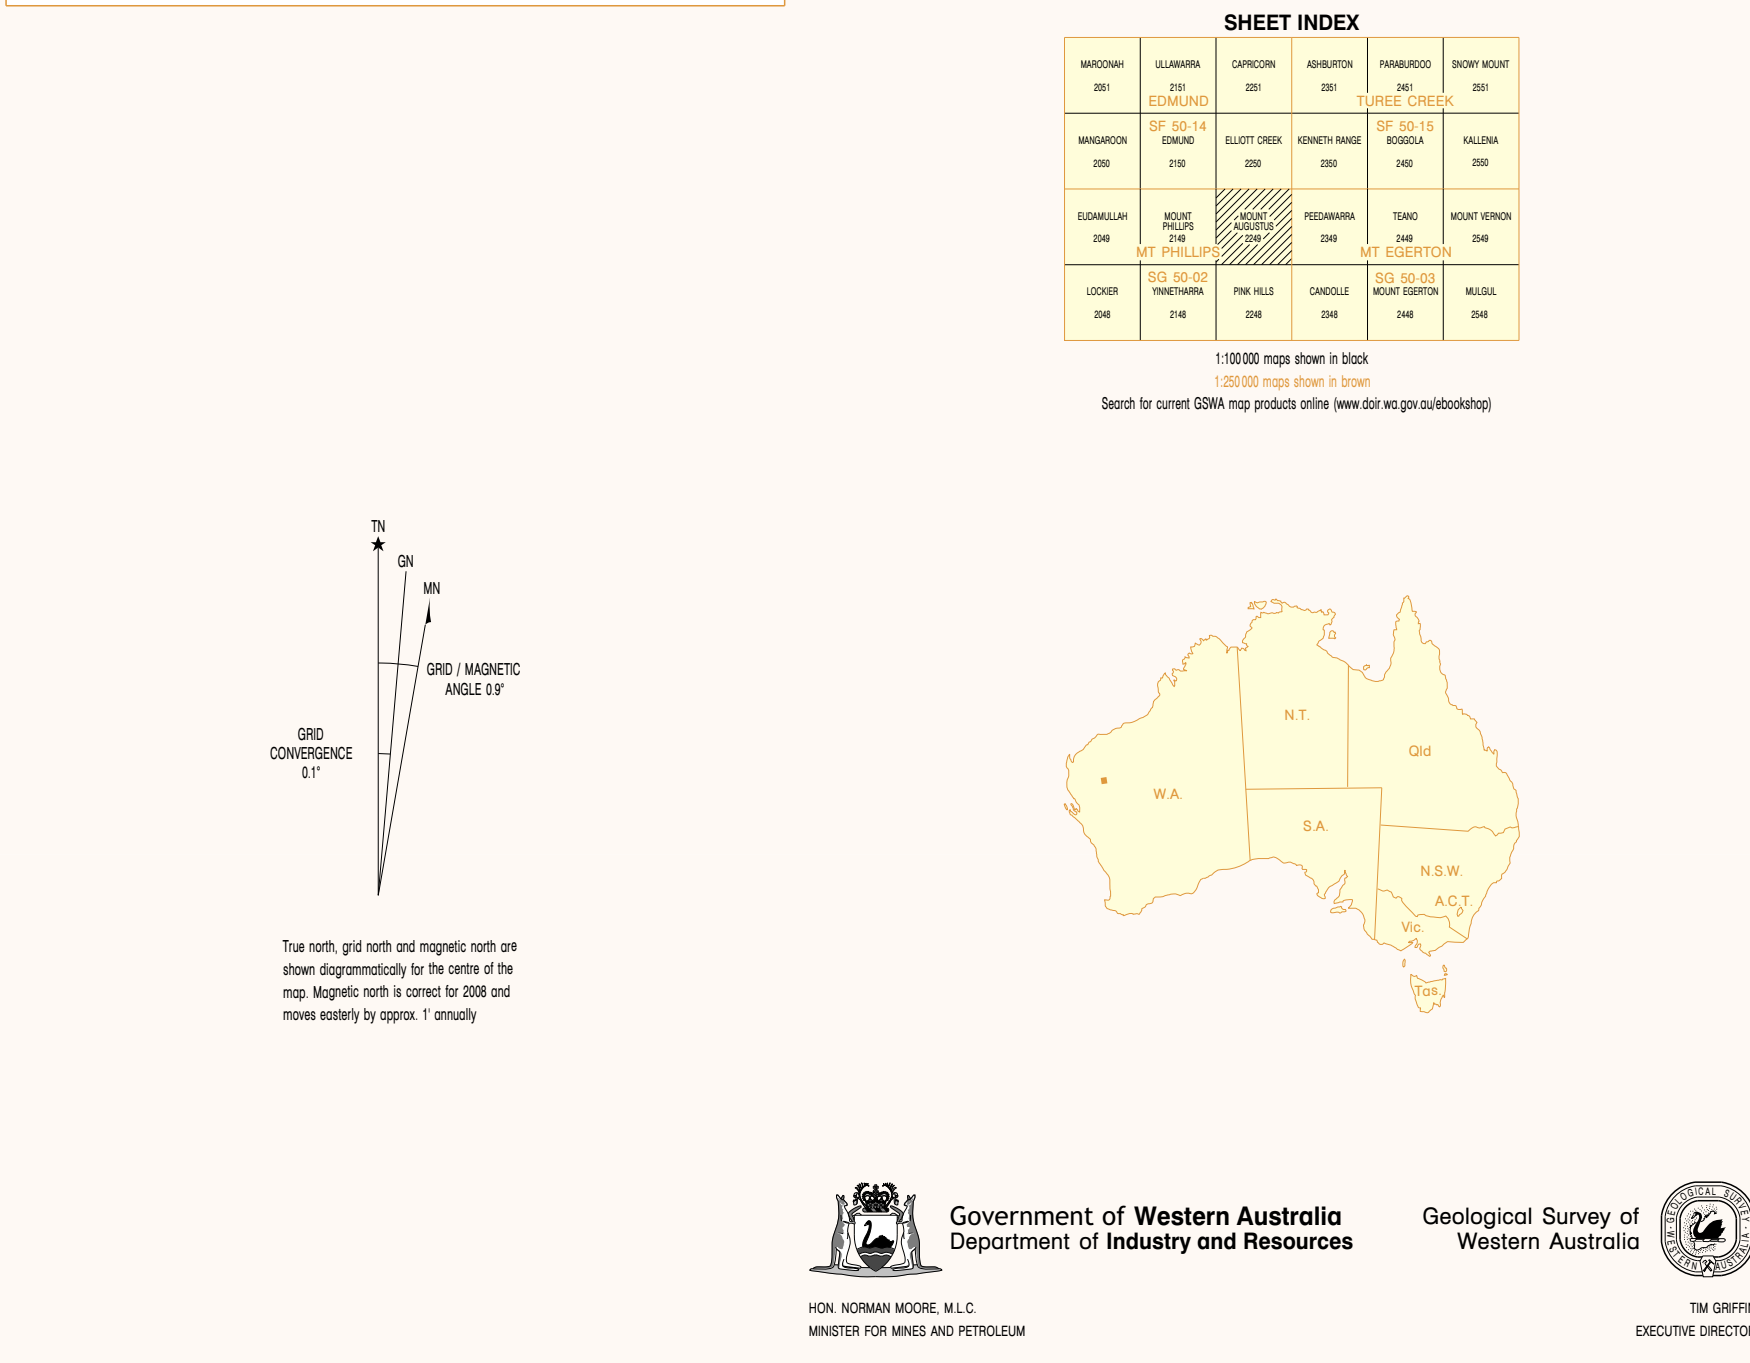 SHEET INDEX
MAROONAH ULLAWARRA CAPRICORN ASHBURTON PARABURDOO SNOWY MOUNT
2051 2151 2251 2351 2451 2551
EDMUND TUREE CREEK
SF 50-14 SF 50-15
MANGAROON EDMUND ELLIOTT CREEK KENNETH RANGE BOGGOLA KALLENIA
2050 2150 2250 2350 2450 2550
EUDAMULLAH MOUNT PHILLIPS MOUNT AUGUSTUS PEEDAWARRA TEANO MOUNT VERNON
2049 2149 2249 2349 2449 2549
MT PHILLIPS MT EGERTON
SG 50-02 SG 50-03
LOCKIER YINNETHARRA PINK HILLS CANDOLLE MOUNT EGERTON MULGUL
2048 2148 2248 2348 2448 2548
1:100 000 maps shown in black
1:250 000 maps shown in brown
Search for current GSWA map products online (www.doir.wa.gov.au/ebookshop)
TN
GN
MN
GRID / MAGNETIC
ANGLE 0.9°
GRID
CONVERGENCE
0.1°
True north, grid north and magnetic north are
shown diagrammatically for the centre of the
map. Magnetic north is correct for 2008 and
moves easterly by approx. 1' annually
N.T.
Qld
W.A.
S.A.
N.S.W.
A.C.T.
Vic.
Tas.
Government of Western Australia
Department of Industry and Resources
Geological Survey of
Western Australia
GEOLOGICAL SURVEY
WESTERN AUSTRALIA
HON. NORMAN MOORE, M.L.C.
MINISTER FOR MINES AND PETROLEUM
TIM GRIFFIN
EXECUTIVE DIRECTOR